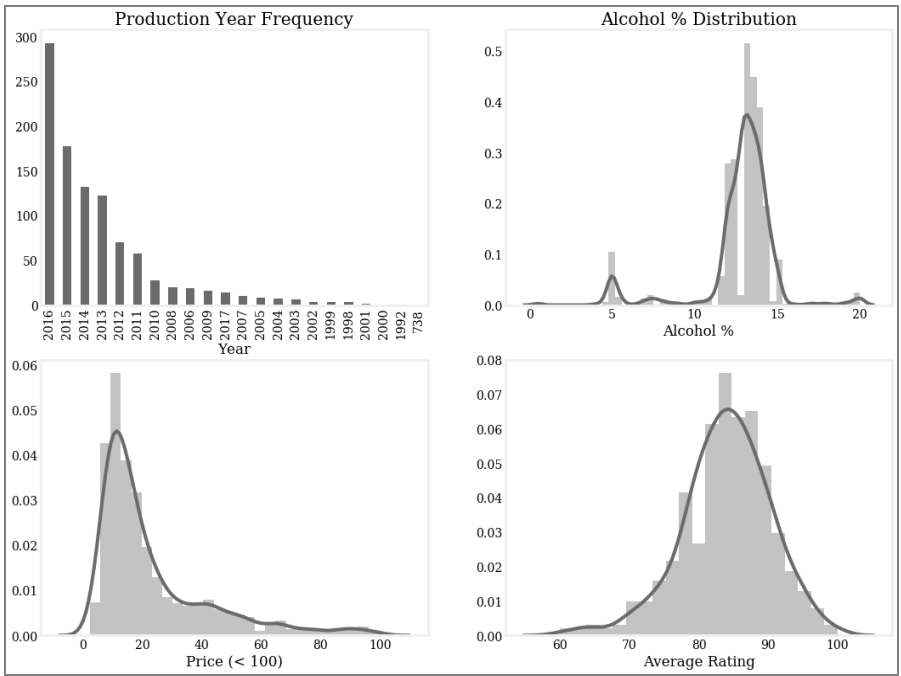 Production Year Frequency
300
250
200
150
100
50
0
2016 2015 2014 2013 2012 2011 2010 2008 2006 2009 2017 2007 2005 2004 2003 2002 1999 1998 2001 2000 1992 738
Year
Alcohol % Distribution
0.5
0.4
0.3
0.2
0.1
0.0
0 5 10 15 20
Alcohol %
0.06
0.05
0.04
0.03
0.02
0.01
0.00
0 20 40 60 80 100
Price (< 100)
0.08
0.07
0.06
0.05
0.04
0.03
0.02
0.01
0.00
60 70 80 90 100
Average Rating